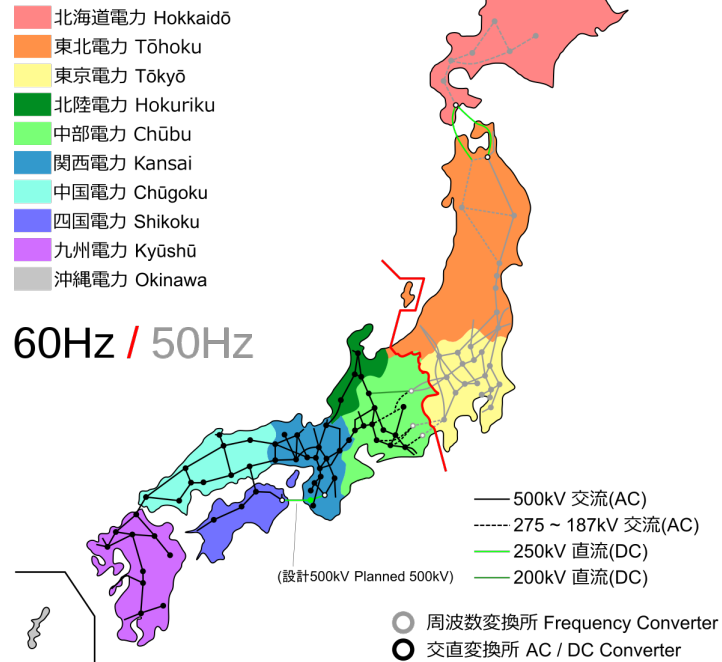 北海道電力 Hokkaidō
東北電力 Tōhoku
東京電力 Tōkyō
北陸電力 Hokuriku
中部電力 Chūbu
関西電力 Kansai
中国電力 Chūgoku
四国電力 Shikoku
九州電力 Kyūshū
沖縄電力 Okinawa
60Hz / 50Hz
500kV 交流(AC)
275 ~ 187kV 交流(AC)
250kV 直流(DC)
200kV 直流(DC)
(設計500kV Planned 500kV)
周波数変換所 Frequency Converter
交直変換所 AC / DC Converter